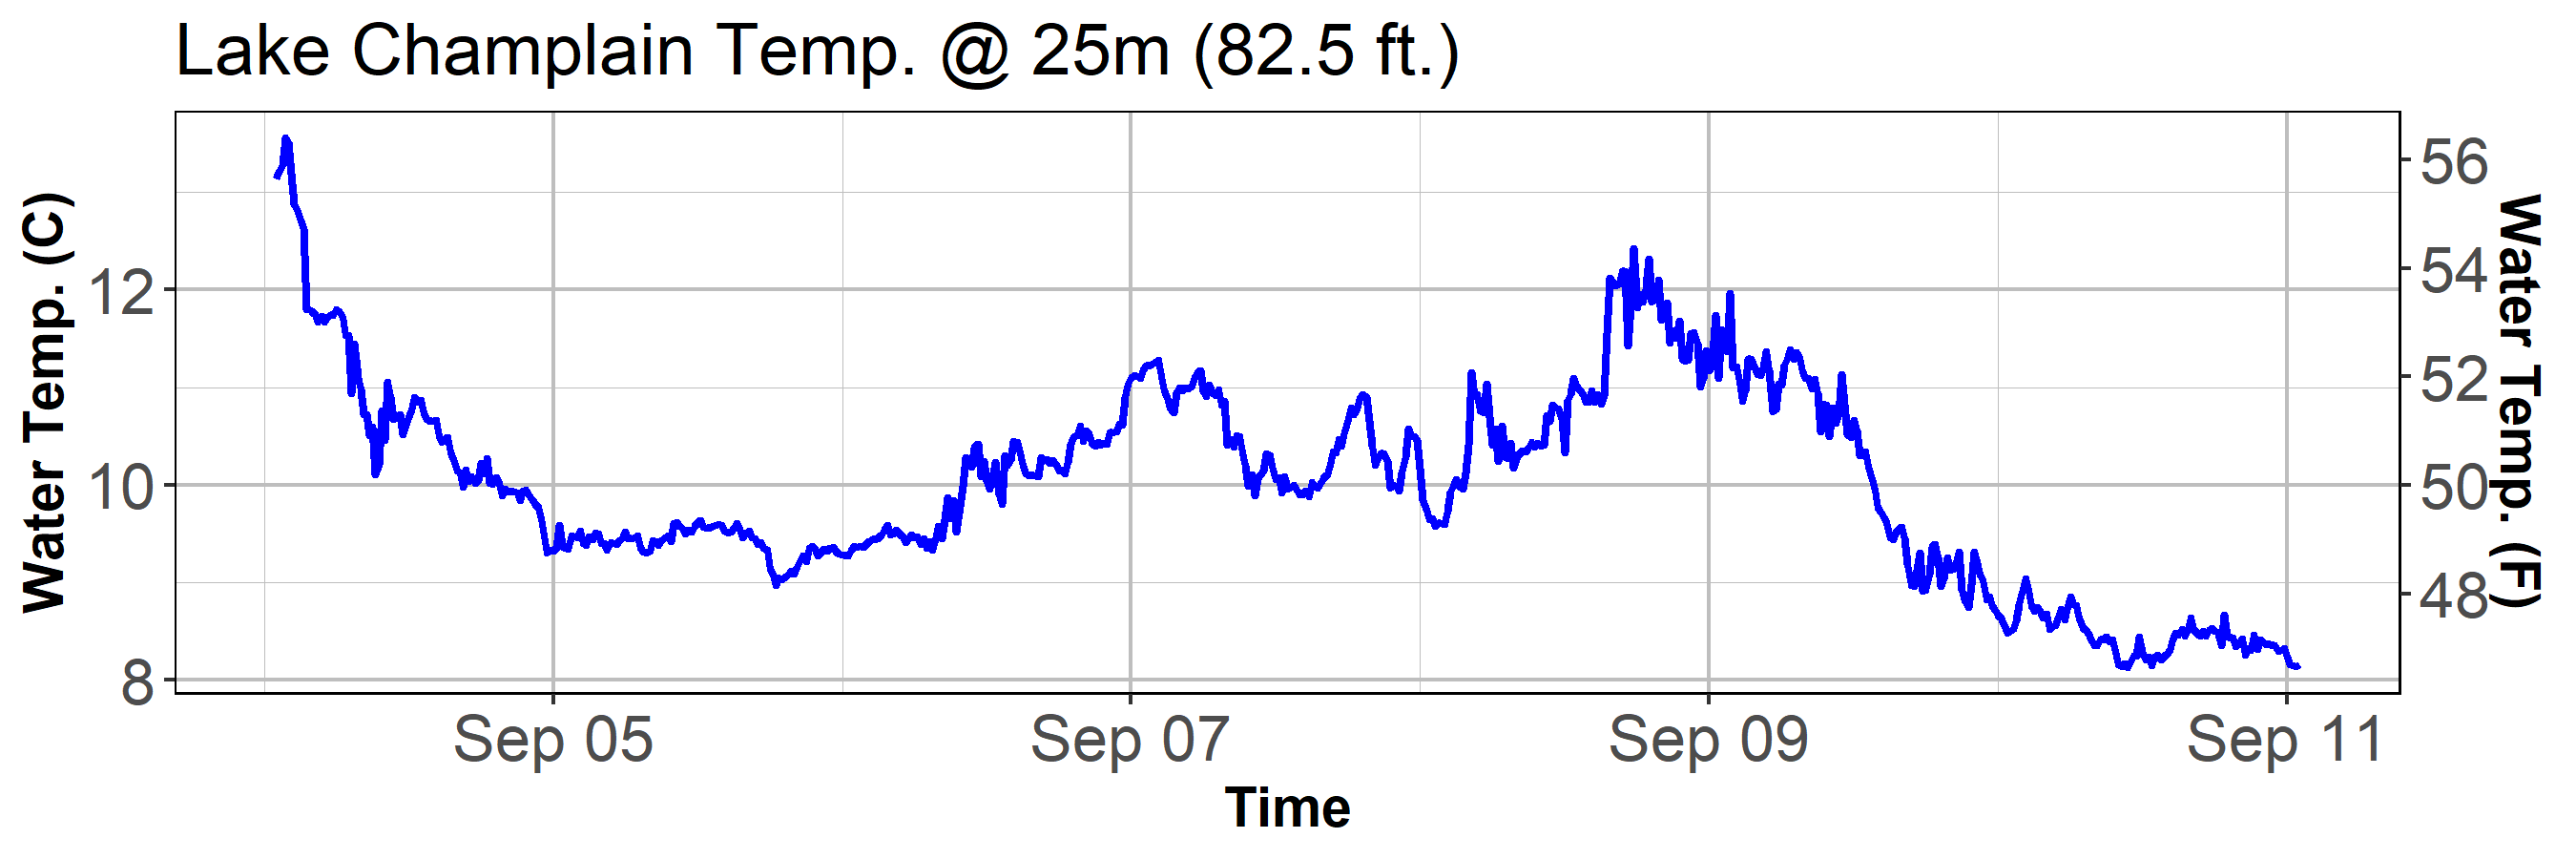 Lake Champlain Temp. @ 25m (82.5 ft.)
Water Temp. (C)
12
10
8
56
54
52
50
48
Water Temp. (F)
Sep 05 Sep 07 Sep 09 Sep 11
Time